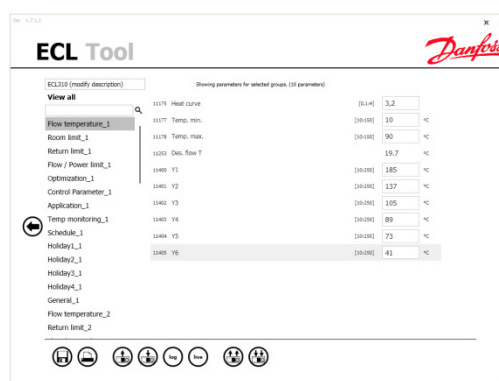 Ver 1.7.1.1
×
ECL Tool
Danfoss
ECL310 (modify description)
Showing parameters for selected groups. (10 parameters)
View all
11175 Heat curve [0.1-4] 3,2
Flow temperature_1
11177 Temp. min. [10-150] 10 °C
Room limit_1
11178 Temp. max. [10-150] 90 °C
Return limit_1
11253 Des. flow T 19.7 °C
Flow / Power limit_1
11400 Y1 [10-150] 185 °C
Optimization_1
11401 Y2 [10-150] 137 °C
Control Parameter_1
11402 Y3 [10-150] 105 °C
Application_1
11403 Y4 [10-150] 89 °C
Temp monitoring_1
11404 Y5 [10-150] 73 °C
Schedule_1
11405 Y6 [10-150] 41 °C
Holiday1_1
Holiday2_1
Holiday3_1
Holiday4_1
General_1
Flow temperature_2
Return limit_2
log
live